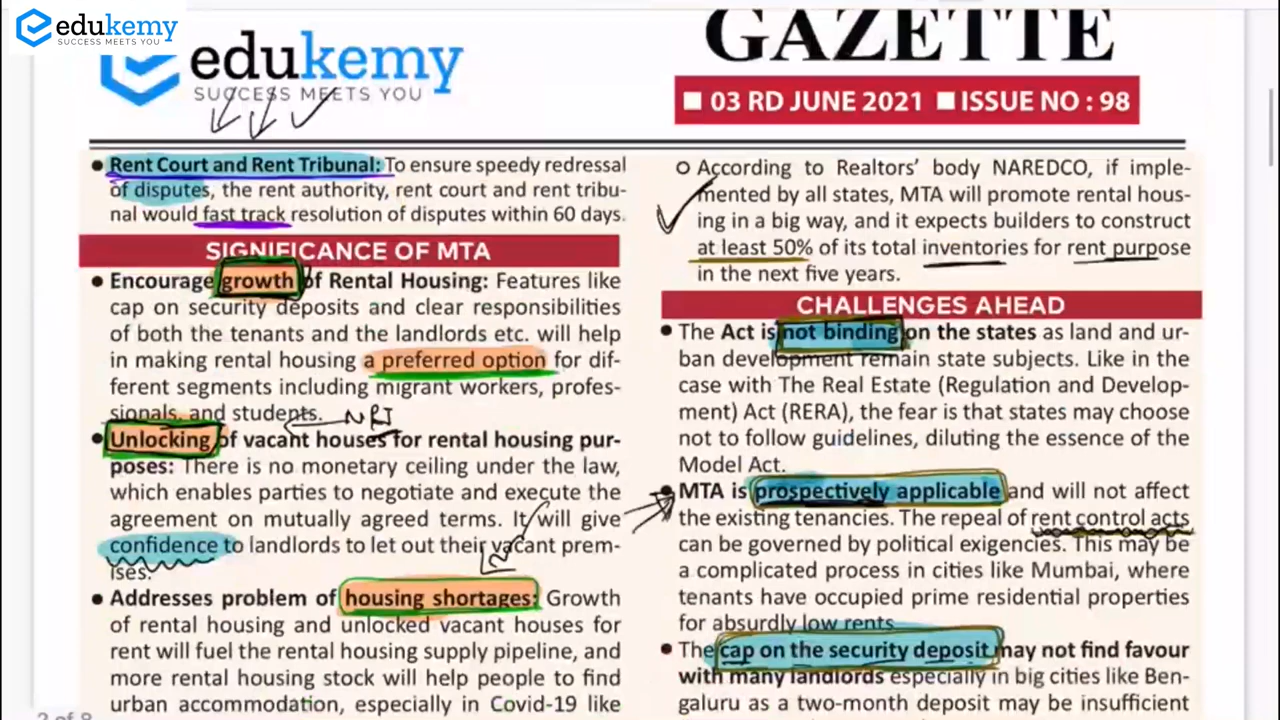 edukemy
SUCCESS MEETS YOU
edukemy
SUCCESS MEETS YOU
GAZETTE
03 RD JUNE 2021 ISSUE NO : 98
• Rent Court and Rent Tribunal: To ensure speedy redressal
of disputes, the rent authority, rent court and rent tribu-
nal would fast track resolution of disputes within 60 days.
SIGNIFICANCE OF MTA
• Encourage growth of Rental Housing: Features like
cap on security deposits and clear responsibilities
of both the tenants and the landlords etc. will help
in making rental housing a preferred option for dif-
ferent segments including migrant workers, profes-
sionals, and students.
NRI
• Unlocking of vacant houses for rental housing pur-
poses: There is no monetary ceiling under the law,
which enables parties to negotiate and execute the
agreement on mutually agreed terms. It will give
confidence to landlords to let out their vacant prem-
ises.
• Addresses problem of housing shortages: Growth
of rental housing and unlocked vacant houses for
rent will fuel the rental housing supply pipeline, and
more rental housing stock will help people to find
urban accommodation, especially in Covid-19 like
2 of 8
o According to Realtors' body NAREDCO, if imple-
mented by all states, MTA will promote rental hous-
ing in a big way, and it expects builders to construct
at least 50% of its total inventories for rent purpose
in the next five years.
CHALLENGES AHEAD
• The Act is not binding on the states as land and ur-
ban development remain state subjects. Like in the
case with The Real Estate (Regulation and Develop-
ment) Act (RERA), the fear is that states may choose
not to follow guidelines, diluting the essence of the
Model Act.
• MTA is prospectively applicable and will not affect
the existing tenancies. The repeal of rent control acts
can be governed by political exigencies. This may be
a complicated process in cities like Mumbai, where
tenants have occupied prime residential properties
for absurdly low rents
• The cap on the security deposit may not find favour
with many landlords especially in big cities like Ben-
galuru as a two-month deposit may be insufficient